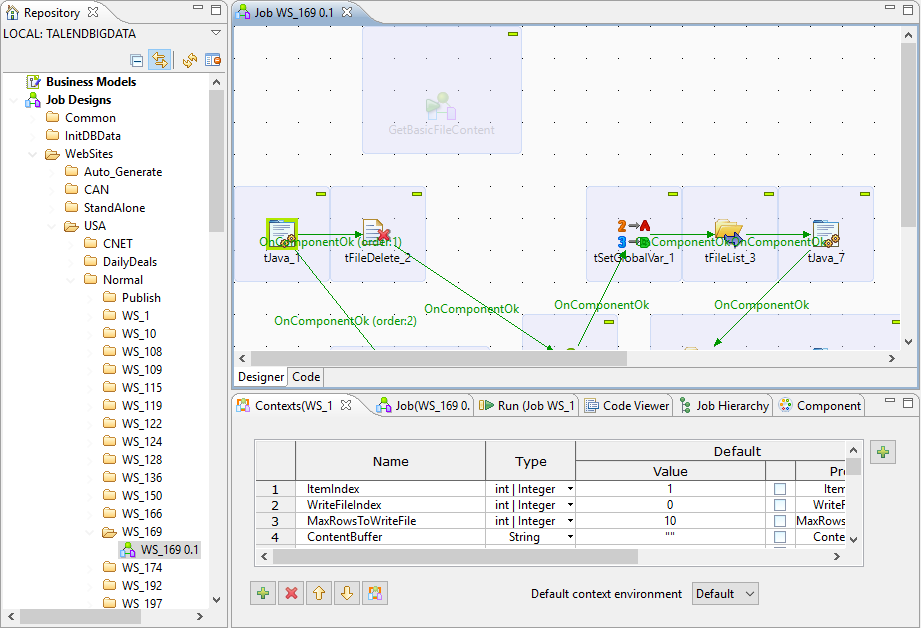 Repository
LOCAL: TALENDBIGDATA
Business Models
Job Designs
Common
InitDBData
WebSites
Auto_Generate
CAN
StandAlone
USA
CNET
DailyDeals
Normal
Publish
WS_1
WS_10
WS_108
WS_109
WS_115
WS_119
WS_122
WS_124
WS_128
WS_136
WS_150
WS_166
WS_169
WS_169 0.1
WS_174
WS_192
WS_197
Job WS_169 0.1
GetBasicFileContent
OnComponentOk (order:1)
OnComponentOk
OnComponentOk
tJava_1
tFileDelete_2
tSetGlobalVar_1
tFileList_3
tJava_7
OnComponentOk (order:2)
OnComponentOk
OnComponentOk
OnComponentOk
Designer
Code
Contexts(WS_1
Job(WS_169 0.
Run (Job WS_1
Code Viewer
Job Hierarchy
Component
Name
Type
Default
Value
Pr
1 ItemIndex int | Integer 1 Item
2 WriteFileIndex int | Integer 0 WriteF
3 MaxRowsToWriteFile int | Integer 10 MaxRows
4 ContentBuffer String "" Conte
Default context environment
Default